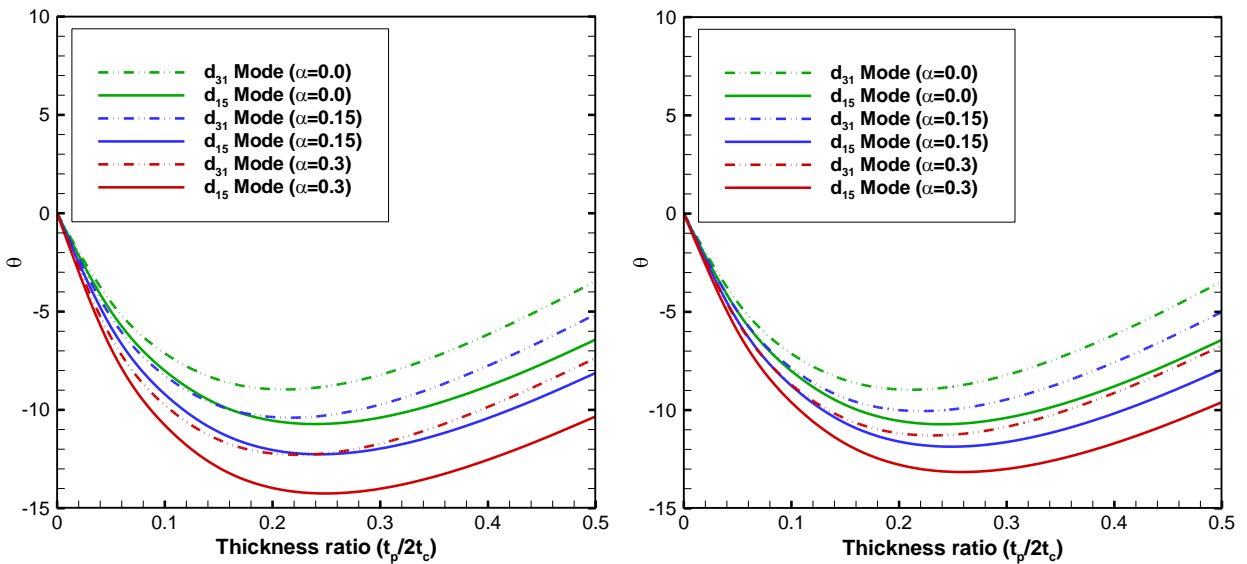 10
5
0
-5
-10
-15
θ
d31 Mode (α=0.0)
d15 Mode (α=0.0)
d31 Mode (α=0.15)
d15 Mode (α=0.15)
d31 Mode (α=0.3)
d15 Mode (α=0.3)
0 0.1 0.2 0.3 0.4 0.5
Thickness ratio (tp/2tc)
10
5
0
-5
-10
-15
θ
d31 Mode (α=0.0)
d15 Mode (α=0.0)
d31 Mode (α=0.15)
d15 Mode (α=0.15)
d31 Mode (α=0.3)
d15 Mode (α=0.3)
0 0.1 0.2 0.3 0.4 0.5
Thickness ratio (tp/2tc)